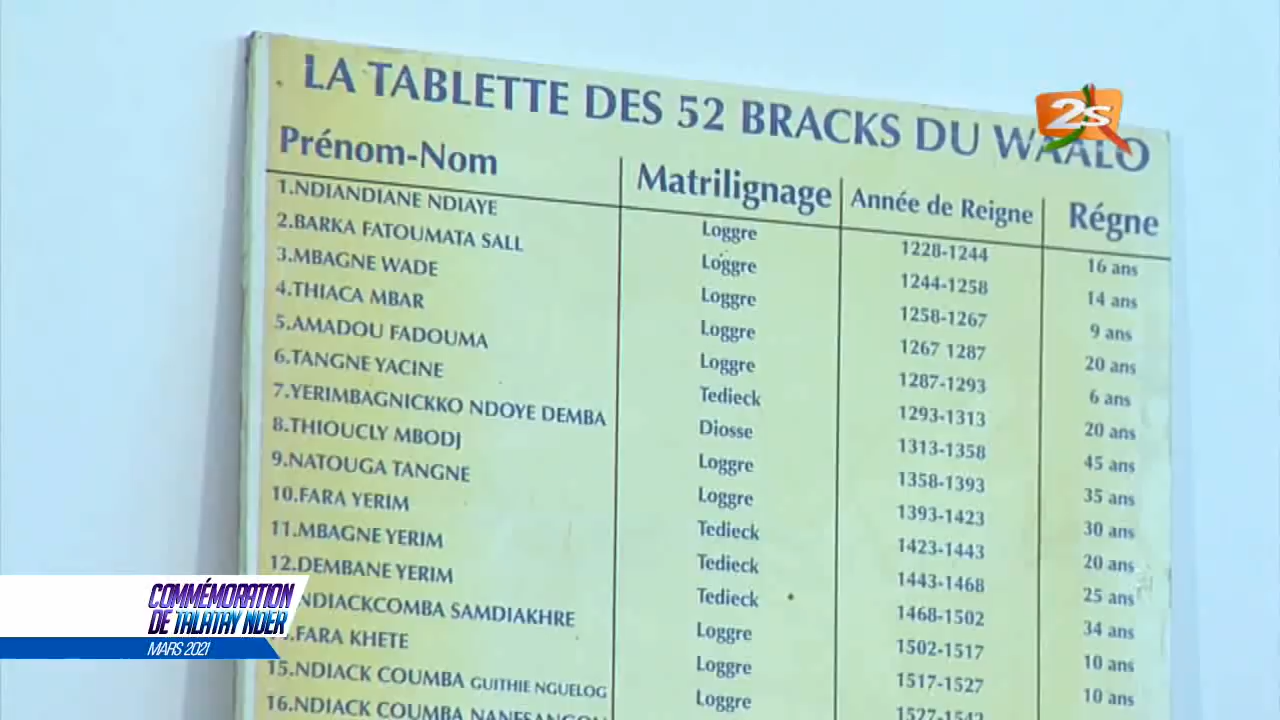 LA TABLETTE DES 52 BRACKS DU WAALO
2s
Prénom-Nom Matrilignage Année de Reigne Régne
1.NDIANDIANE NDIAYE Loggre 1228-1244 16 ans
2.BARKA FATOUMATA SALL Loggre 1244-1258 14 ans
3.MBAGNE WADE Loggre 1258-1267 9 ans
4.THIACA MBAR Loggre 1267 1287 20 ans
5.AMADOU FADOUMA Loggre 1287-1293 6 ans
6.TANGNE YACINE Tedieck 1293-1313 20 ans
7.YERIMBAGNICKKO NDOYE DEMBA Diosse 1313-1358 45 ans
8.THIOUCLY MBODJ Loggre 1358-1393 35 ans
9.NATOUGA TANGNE Loggre 1393-1423 30 ans
10.FARA YERIM Tedieck 1423-1443 20 ans
11.MBAGNE YERIM Tedieck 1443-1468 25 ans
12.DEMBANE YERIM Tedieck 1468-1502 34 ans
NDIACKCOMBA SAMDIAKHRE Loggre 1502-1517 10 ans
.FARA KHETE Loggre 1517-1527 10 ans
15.NDIACK COUMBA GUITHIE NGUELOG Loggre 1527-1542
16.NDIACK COUMBA
COMMÉMORATION
DE TALATAY NDER
MARS 2021